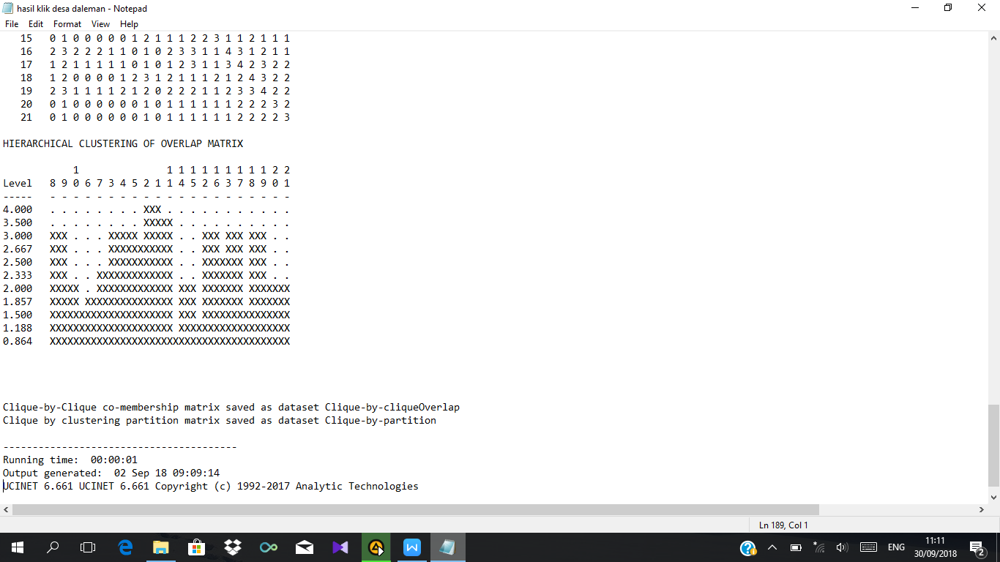 hasil klik desa daleman - Notepad
File Edit Format View Help
   15   0 1 0 0 0 0 0 1 2 1 1 1 2 2 3 1 1 2 1 1 1
   16   2 3 2 2 2 1 1 0 1 0 2 3 3 1 1 4 3 1 2 1 1
   17   1 2 1 1 1 1 1 0 1 0 1 2 3 1 1 3 4 2 3 2 2
   18   1 2 0 0 0 0 1 2 3 1 2 1 1 1 2 1 2 4 3 2 2
   19   2 3 1 1 1 1 2 1 2 0 2 2 2 1 1 2 3 3 4 2 2
   20   0 1 0 0 0 0 0 0 1 0 1 1 1 1 1 1 2 2 2 3 2
   21   0 1 0 0 0 0 0 0 1 0 1 1 1 1 1 1 2 2 2 2 3
HIERARCHICAL CLUSTERING OF OVERLAP MATRIX
            1               1 1 1 1 1 1 1 1 1 2 2
Level   8 9 0 6 7 3 4 5 2 1 1 4 5 2 6 3 7 8 9 0 1
-----   - - - - - - - - - - - - - - - - - - - - -
4.000   . . . . . . . . XXX . . . . . . . . . . .
3.500   . . . . . . . . XXXXX . . . . . . . . . .
3.000   XXX . . . XXXXX XXXXX . . XXX XXX XXX . .
2.667   XXX . . . XXXXXXXXXXX . . XXX XXX XXX . .
2.500   XXX . . . XXXXXXXXXXX . . XXXXXXX XXX . .
2.333   XXX . . XXXXXXXXXXXXX . . XXXXXXX XXX . .
2.000   XXXXX . XXXXXXXXXXXXX XXX XXXXXXX XXXXXXX
1.857   XXXXX XXXXXXXXXXXXXXX XXX XXXXXXX XXXXXXX
1.500   XXXXXXXXXXXXXXXXXXXXX XXX XXXXXXXXXXXXXXX
1.188   XXXXXXXXXXXXXXXXXXXXX XXXXXXXXXXXXXXXXXXX
0.864   XXXXXXXXXXXXXXXXXXXXXXXXXXXXXXXXXXXXXXXXX
Clique-by-Clique co-membership matrix saved as dataset Clique-by-cliqueOverlap
Clique by clustering partition matrix saved as dataset Clique-by-partition
----------------------------------------
Running time:  00:00:01
Output generated:  02 Sep 18 09:09:14
UCINET 6.661 UCINET 6.661 Copyright (c) 1992-2017 Analytic Technologies
Ln 189, Col 1
ENG
11:11
30/09/2018
2